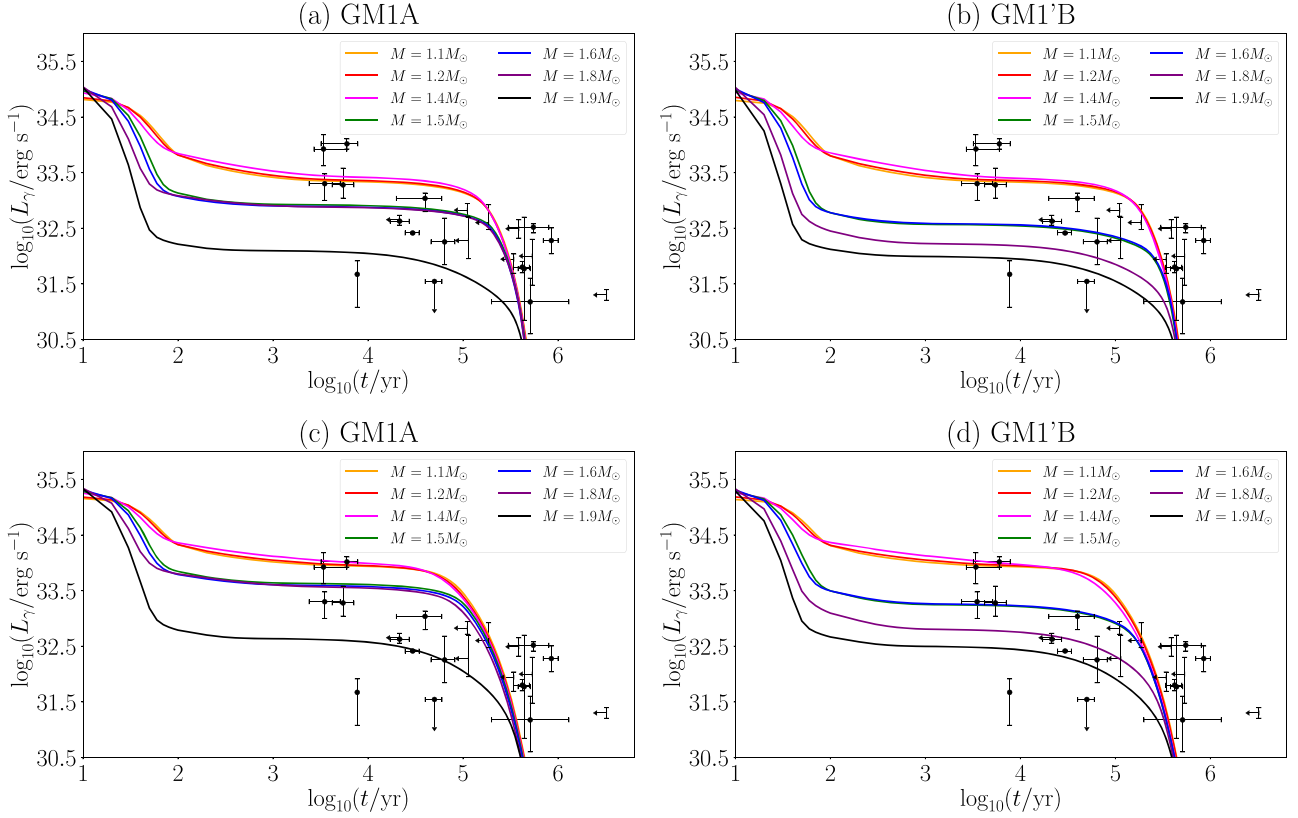 (a) GM1A
log₁₀(Lγ/erg s⁻¹)
35.5
34.5
33.5
32.5
31.5
30.5
M = 1.1M⊙
M = 1.2M⊙
M = 1.4M⊙
M = 1.5M⊙
M = 1.6M⊙
M = 1.8M⊙
M = 1.9M⊙
1 2 3 4 5 6
log₁₀(t/yr)
(b) GM1'B
log₁₀(Lγ/erg s⁻¹)
35.5
34.5
33.5
32.5
31.5
30.5
M = 1.1M⊙
M = 1.2M⊙
M = 1.4M⊙
M = 1.5M⊙
M = 1.6M⊙
M = 1.8M⊙
M = 1.9M⊙
1 2 3 4 5 6
log₁₀(t/yr)
(c) GM1A
log₁₀(Lγ/erg s⁻¹)
35.5
34.5
33.5
32.5
31.5
30.5
M = 1.1M⊙
M = 1.2M⊙
M = 1.4M⊙
M = 1.5M⊙
M = 1.6M⊙
M = 1.8M⊙
M = 1.9M⊙
1 2 3 4 5 6
log₁₀(t/yr)
(d) GM1'B
log₁₀(Lγ/erg s⁻¹)
35.5
34.5
33.5
32.5
31.5
30.5
M = 1.1M⊙
M = 1.2M⊙
M = 1.4M⊙
M = 1.5M⊙
M = 1.6M⊙
M = 1.8M⊙
M = 1.9M⊙
1 2 3 4 5 6
log₁₀(t/yr)